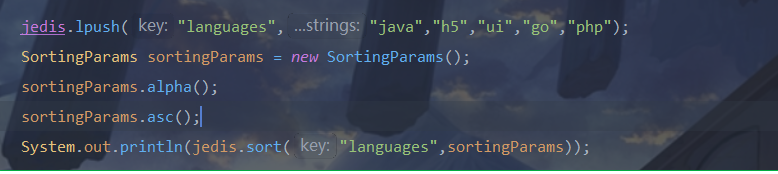 jedis.lpush( key: "languages", ...strings: "java","h5","ui","go","php");
SortingParams sortingParams = new SortingParams();
sortingParams.alpha();
sortingParams.asc();
System.out.println(jedis.sort( key: "languages",sortingParams));